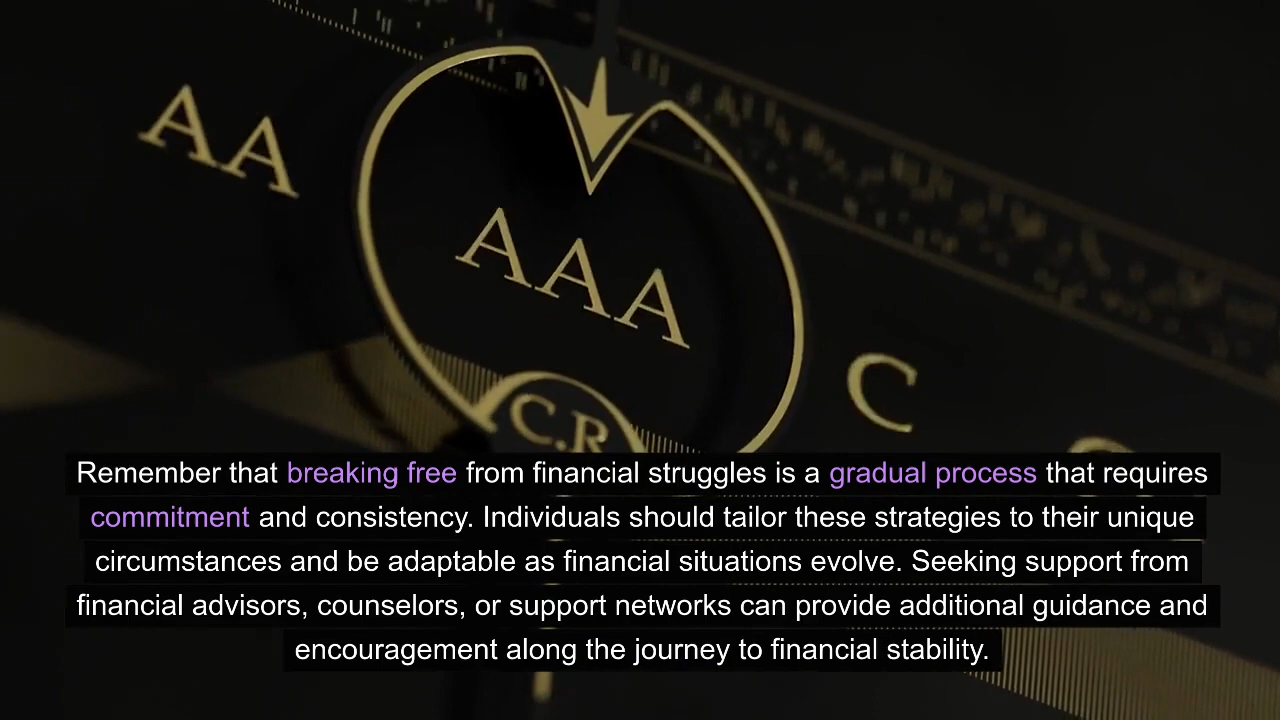 AA
AAA
C
C.R
Remember that breaking free from financial struggles is a gradual process that requires
commitment and consistency. Individuals should tailor these strategies to their unique
circumstances and be adaptable as financial situations evolve. Seeking support from
financial advisors, counselors, or support networks can provide additional guidance and
encouragement along the journey to financial stability.